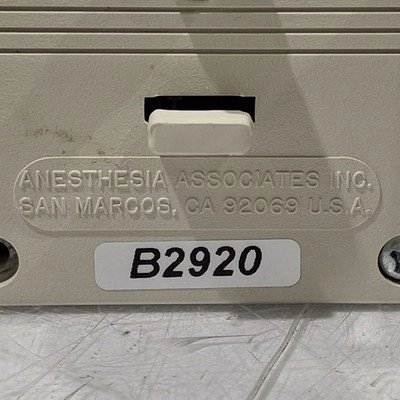 ANESTHESIA ASSOCIATES INC.
SAN MARCOS, CA 92069 U.S.A.
B2920